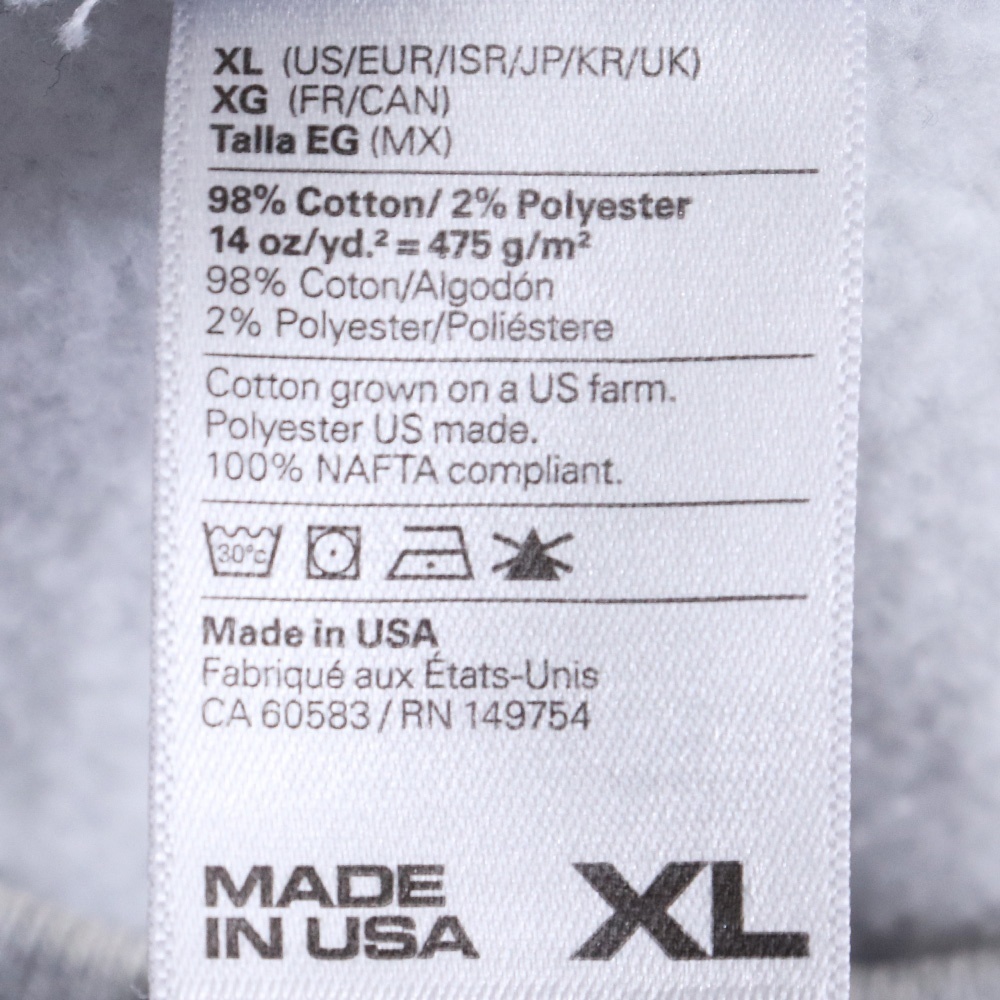 XL (US/EUR/ISR/JP/KR/UK)
XG (FR/CAN)
Talla EG (MX)
98% Cotton/ 2% Polyester
14 oz/yd.² = 475 g/m²
98% Coton/Algodón
2% Polyester/Poliéstere
Cotton grown on a US farm.
Polyester US made.
100% NAFTA compliant.
30°c
Made in USA
Fabriqué aux États-Unis
CA 60583 / RN 149754
MADE
IN USA
XL